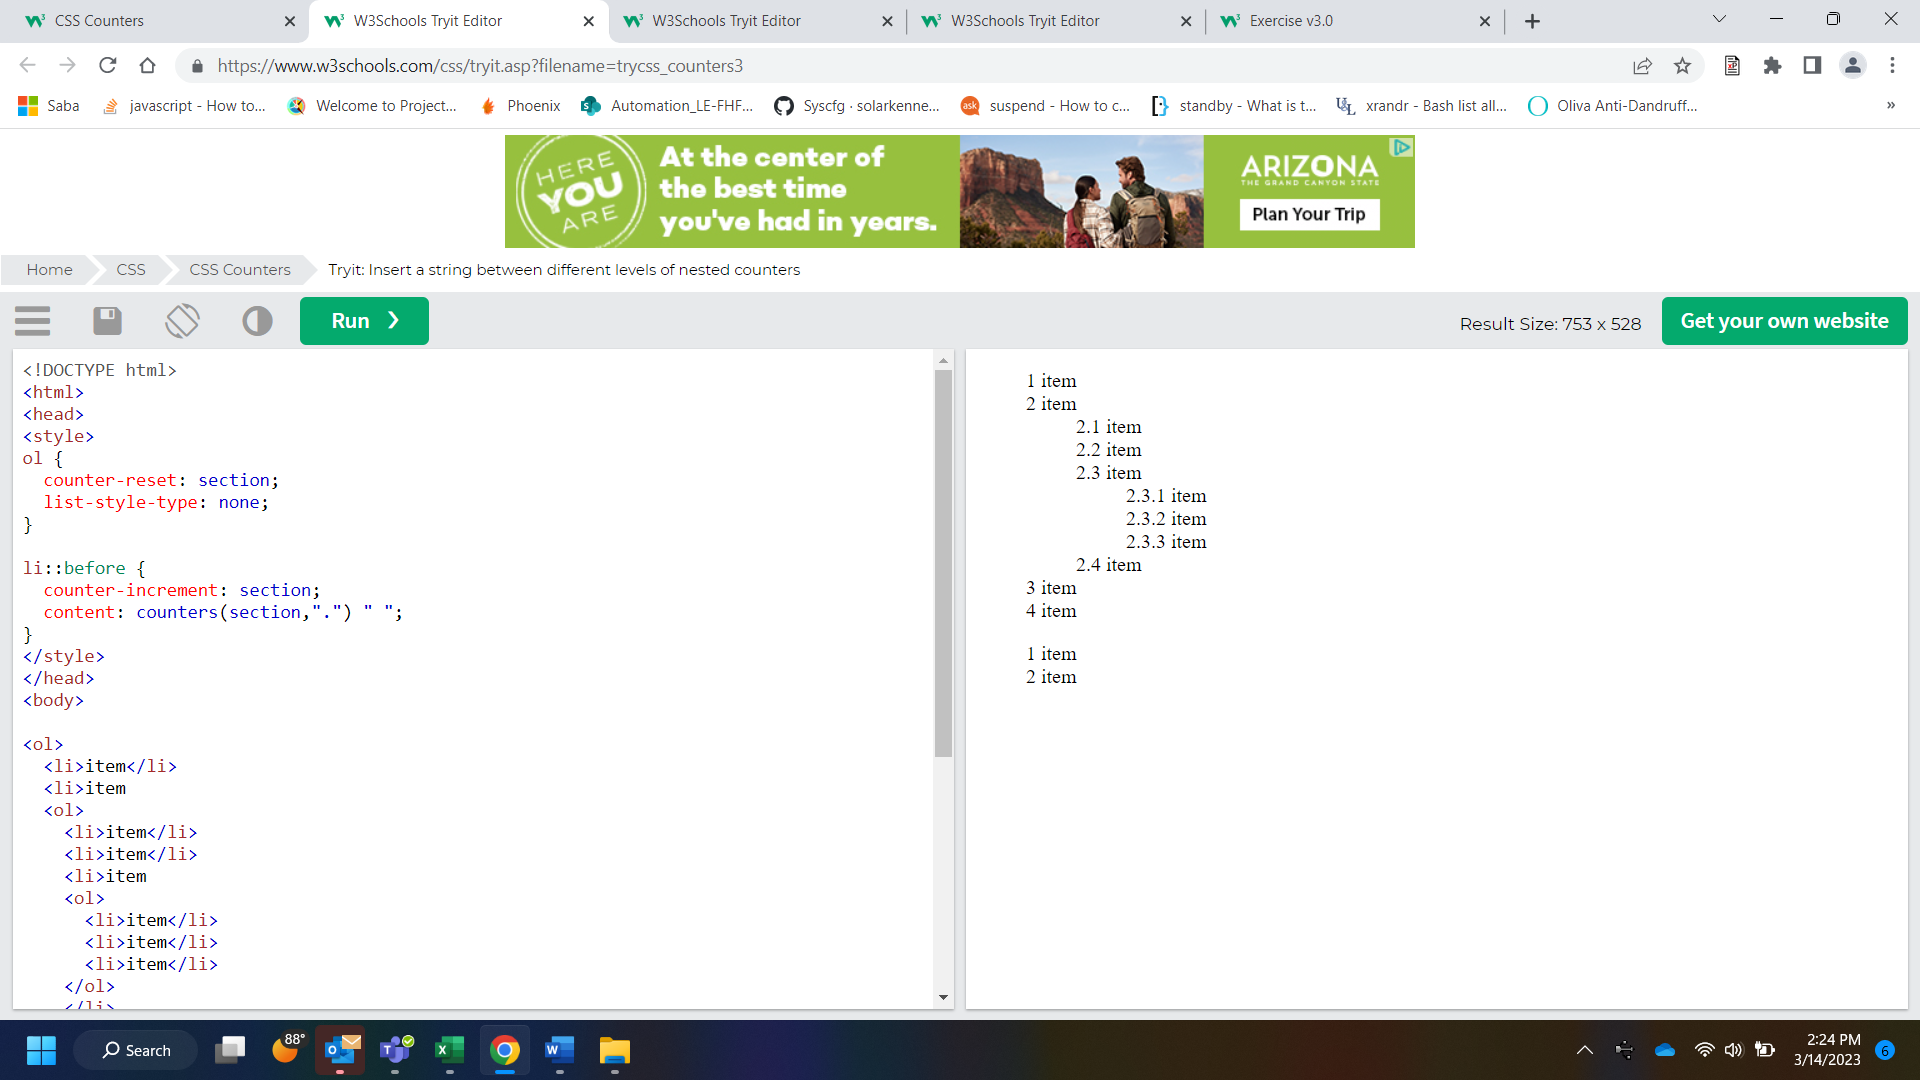 CSS Counters
W3Schools Tryit Editor
W3Schools Tryit Editor
W3Schools Tryit Editor
Exercise v3.0
https://www.w3schools.com/css/tryit.asp?filename=trycss_counters3
Saba
javascript - How to...
Welcome to Project...
Phoenix
Automation_LE-FHF...
Syscfg · solarkenne...
ask
suspend - How to c...
standby - What is t...
xrandr - Bash list all...
Oliva Anti-Dandruff...
»
HERE
YOU
ARE
At the center of
the best time
you've had in years.
ARIZONA
THE GRAND CANYON STATE
Plan Your Trip
Home
CSS
CSS Counters
Tryit: Insert a string between different levels of nested counters
Run ❯
Result Size: 753 x 528
Get your own website
<!DOCTYPE html>
<html>
<head>
<style>
ol {
  counter-reset: section;
  list-style-type: none;
}
li::before {
  counter-increment: section;
  content: counters(section,".") " ";
}
</style>
</head>
<body>
<ol>
  <li>item</li>
  <li>item
  <ol>
    <li>item</li>
    <li>item</li>
    <li>item
    <ol>
      <li>item</li>
      <li>item</li>
      <li>item</li>
    </ol>
    </li>
1 item
2 item
2.1 item
2.2 item
2.3 item
2.3.1 item
2.3.2 item
2.3.3 item
2.4 item
3 item
4 item
1 item
2 item
Search
88°
2:24 PM
3/14/2023
6